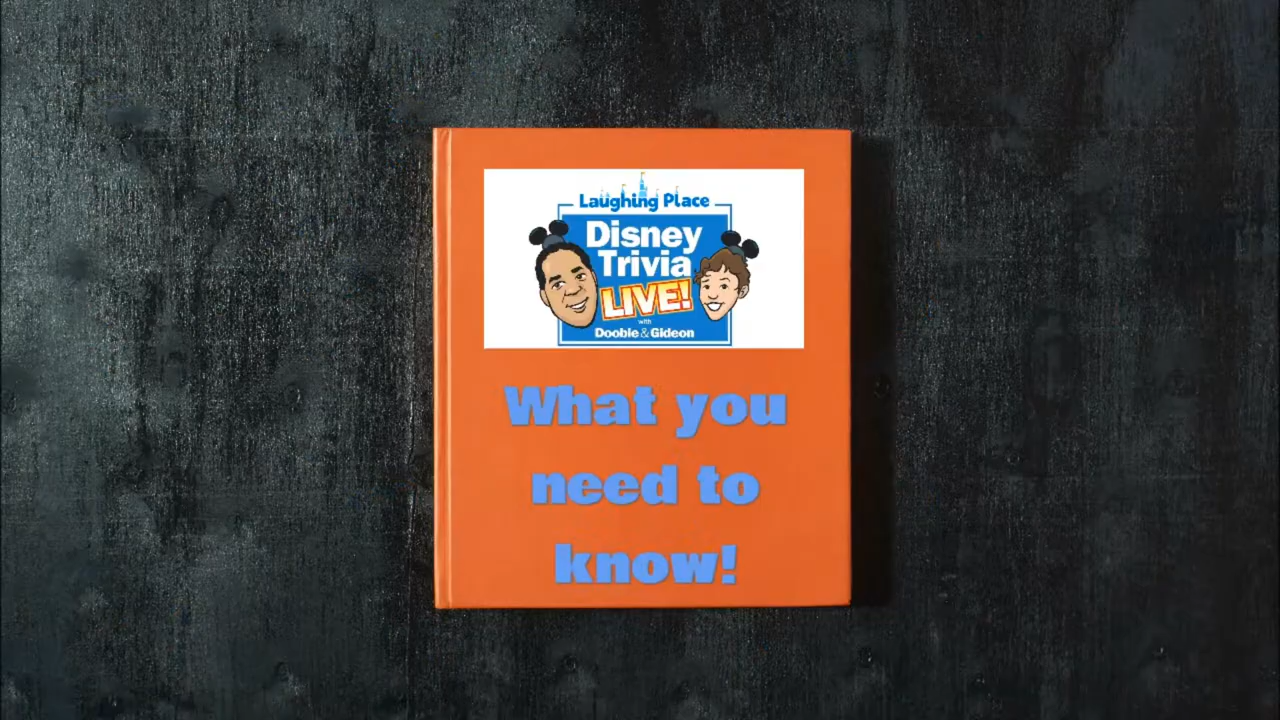 Laughing Place
Disney
Trivia
LIVE!
with
Doobie & Gideon
What you
need to
know!